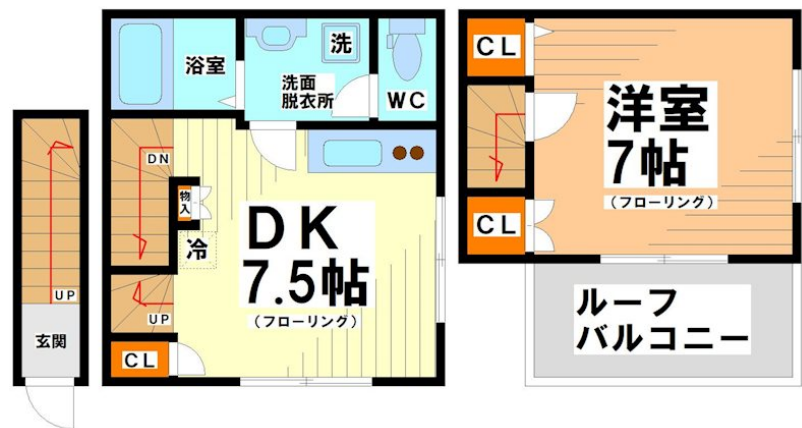 UP
玄関
浴室
洗面
脱衣所
洗
WC
DN
物
入
冷
DK
7.5帖
(フローリング)
UP
CL
CL
洋室
7帖
(フローリング)
CL
ルーフ
バルコニー